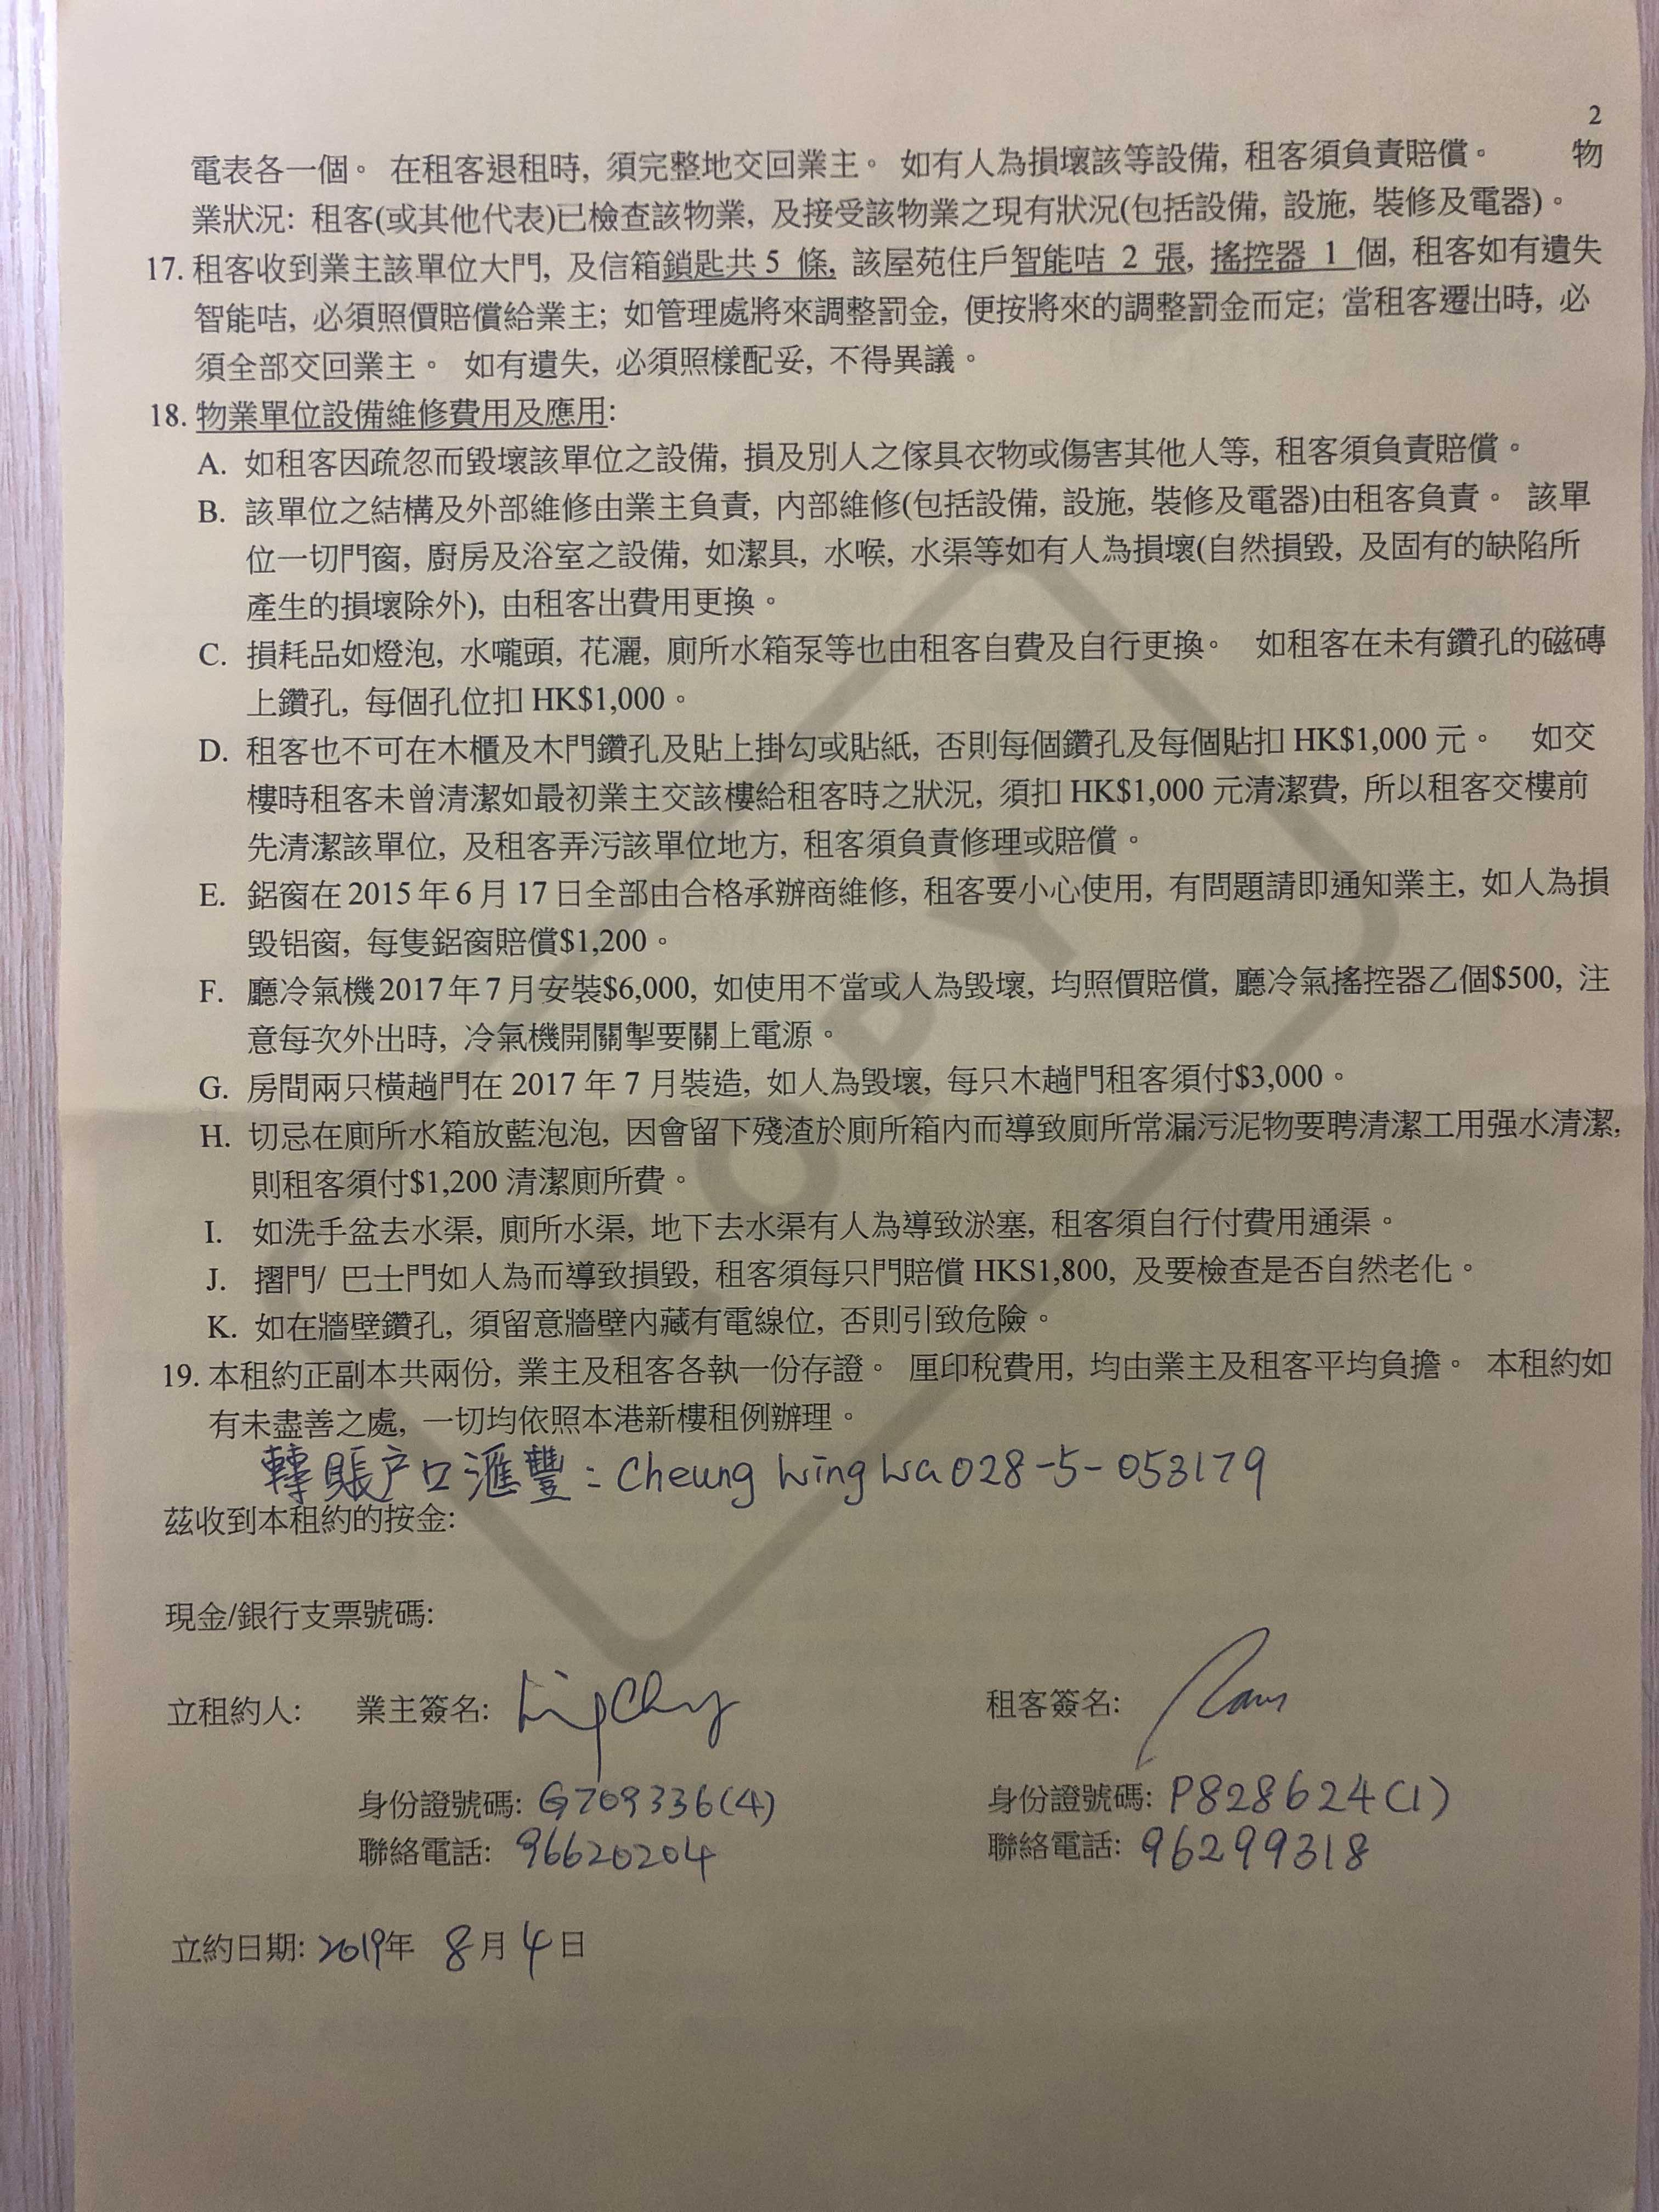 2
電表各一個。 在租客退租時, 須完整地交回業主。 如有人為損壞該等設備, 租客須負責賠償。 物
業狀況: 租客(或其他代表)已檢查該物業, 及接受該物業之現有狀況(包括設備, 設施, 裝修及電器)。
17. 租客收到業主該單位大門, 及信箱鎖匙共 5 條, 該屋苑住戶智能咭 2 張, 搖控器 1 個, 租客如有遺失
智能咭, 必須照價賠償給業主; 如管理處將來調整罰金, 便按將來的調整罰金而定; 當租客遷出時, 必
須全部交回業主。 如有遺失, 必須照樣配妥, 不得異議。
18. 物業單位設備維修費用及應用:
A. 如租客因疏忽而毀壞該單位之設備, 損及別人之傢具衣物或傷害其他人等, 租客須負責賠償。
B. 該單位之結構及外部維修由業主負責, 內部維修(包括設備, 設施, 裝修及電器)由租客負責。 該單
位一切門窗, 廚房及浴室之設備, 如潔具, 水喉, 水渠等如有人為損壞(自然損毀, 及固有的缺陷所
產生的損壞除外), 由租客出費用更換。
C. 損耗品如燈泡, 水嚨頭, 花灑, 廁所水箱泵等也由租客自費及自行更換。 如租客在未有鑽孔的磁磚
上鑽孔, 每個孔位扣 HK$1,000。
D. 租客也不可在木櫃及木門鑽孔及貼上掛勾或貼紙, 否則每個鑽孔及每個貼扣 HK$1,000 元。 如交
樓時租客未曾清潔如最初業主交該樓給租客時之狀況, 須扣 HK$1,000 元清潔費, 所以租客交樓前
先清潔該單位, 及租客弄污該單位地方, 租客須負責修理或賠償。
E. 鋁窗在 2015 年 6 月 17 日全部由合格承辦商維修, 租客要小心使用, 有問題請即通知業主, 如人為損
毀铝窗, 每隻鋁窗賠償$1,200。
F. 廳冷氣機 2017 年 7 月安裝$6,000, 如使用不當或人為毀壞, 均照價賠償, 廳冷氣搖控器乙個$500, 注
意每次外出時, 冷氣機開關掣要關上電源。
G. 房間兩只橫趟門在 2017 年 7 月裝造, 如人為毀壞, 每只木趟門租客須付$3,000。
H. 切忌在廁所水箱放藍泡泡, 因會留下殘渣於廁所箱內而導致廁所常漏污泥物要聘清潔工用强水清潔,
則租客須付$1,200 清潔廁所費。
I. 如洗手盆去水渠, 廁所水渠, 地下去水渠有人為導致淤塞, 租客須自行付費用通渠。
J. 摺門/ 巴士門如人為而導致損毀, 租客須每只門賠償 HKS1,800, 及要檢查是否自然老化。
K. 如在牆壁鑽孔, 須留意牆壁內藏有電線位, 否則引致危險。
19. 本租約正副本共兩份, 業主及租客各執一份存證。 厘印稅費用, 均由業主及租客平均負擔。 本租約如
有未盡善之處, 一切均依照本港新樓租例辦理。
轉賬户口滙豐: Cheung Wing Wa 028-5-053179
茲收到本租約的按金:
現金/銀行支票號碼:
立租約人: 業主簽名: 租客簽名:
身份證號碼: G709336(4) 身份證號碼: P828624(1)
聯絡電話: 96620204 聯絡電話: 96299318
立約日期: 2019年 8月4日
COPY